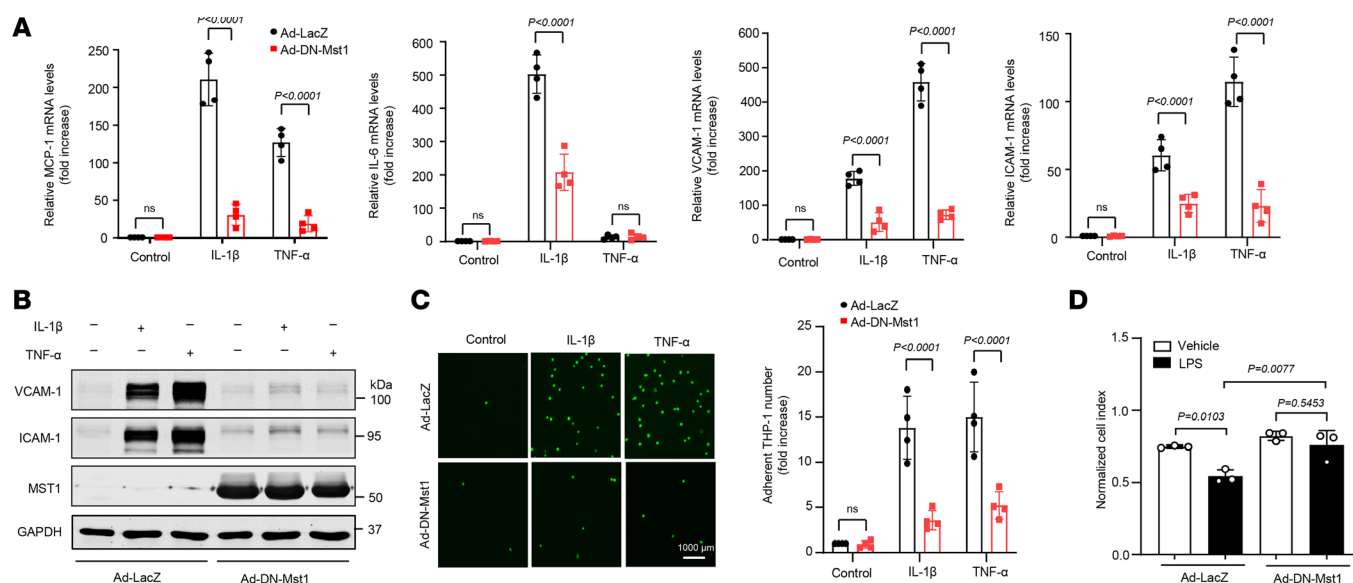 A
Relative MCP-1 mRNA levels
(fold increase)
250
200
150
100
50
0
P<0.0001
P<0.0001
ns
Control
IL-1β
TNF-α
Ad-LacZ
Ad-DN-Mst1
Relative IL-6 mRNA levels
(fold increase)
600
500
400
300
200
100
0
P<0.0001
ns
ns
Control
IL-1β
TNF-α
Relative VCAM-1 mRNA levels
(fold increase)
600
400
200
0
P<0.0001
P<0.0001
ns
Control
IL-1β
TNF-α
Relative ICAM-1 mRNA levels
(fold increase)
150
100
50
0
P<0.0001
P<0.0001
ns
Control
IL-1β
TNF-α
B
IL-1β – + – – + –
TNF-α – – + – – +
kDa
VCAM-1 100
ICAM-1 95
MST1 50
GAPDH 37
Ad-LacZ Ad-DN-Mst1
C
Control IL-1β TNF-α
Ad-LacZ
Ad-DN-Mst1
1000 µm
Ad-LacZ
Ad-DN-Mst1
Adherent THP-1 number
(fold increase)
25
20
15
10
5
0
P<0.0001
P<0.0001
ns
Control
IL-1β
TNF-α
D
Normalized cell index
1.5
1.0
0.5
0.0
Vehicle
LPS
P=0.0077
P=0.0103
P=0.5453
Ad-LacZ
Ad-DN-Mst1